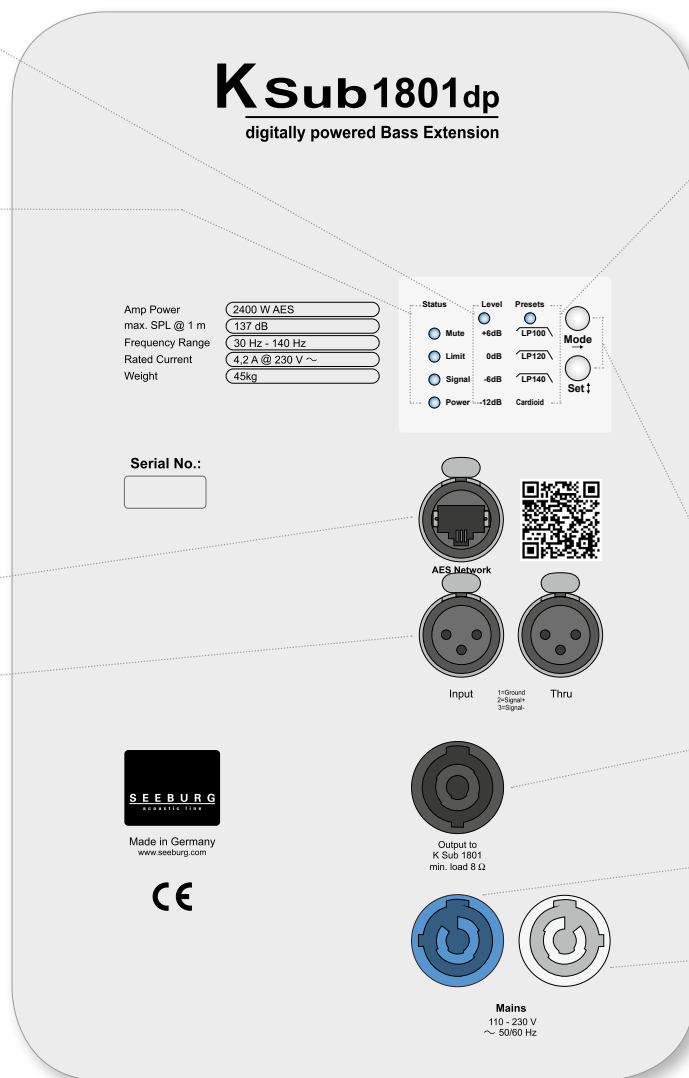 K Sub1801dp
digitally powered Bass Extension
Amp Power 2400 W AES
max. SPL @ 1 m 137 dB
Frequency Range 30 Hz - 140 Hz
Rated Current 4,2 A @ 230 V ~
Weight 45kg
Status Level Presets
Mute +6dB LP100
Limit 0dB LP120
Signal -6dB LP140
Power -12dB Cardioid
Mode
→
Set ↕
Serial No.:
AES Network
Input
1=Ground
2=Signal+
3=Signal-
Thru
SEEBURG
acoustic line
Made in Germany
www.seeburg.com
CE
Output to
K Sub 1801
min. load 8 Ω
Mains
110 - 230 V
~ 50/60 Hz